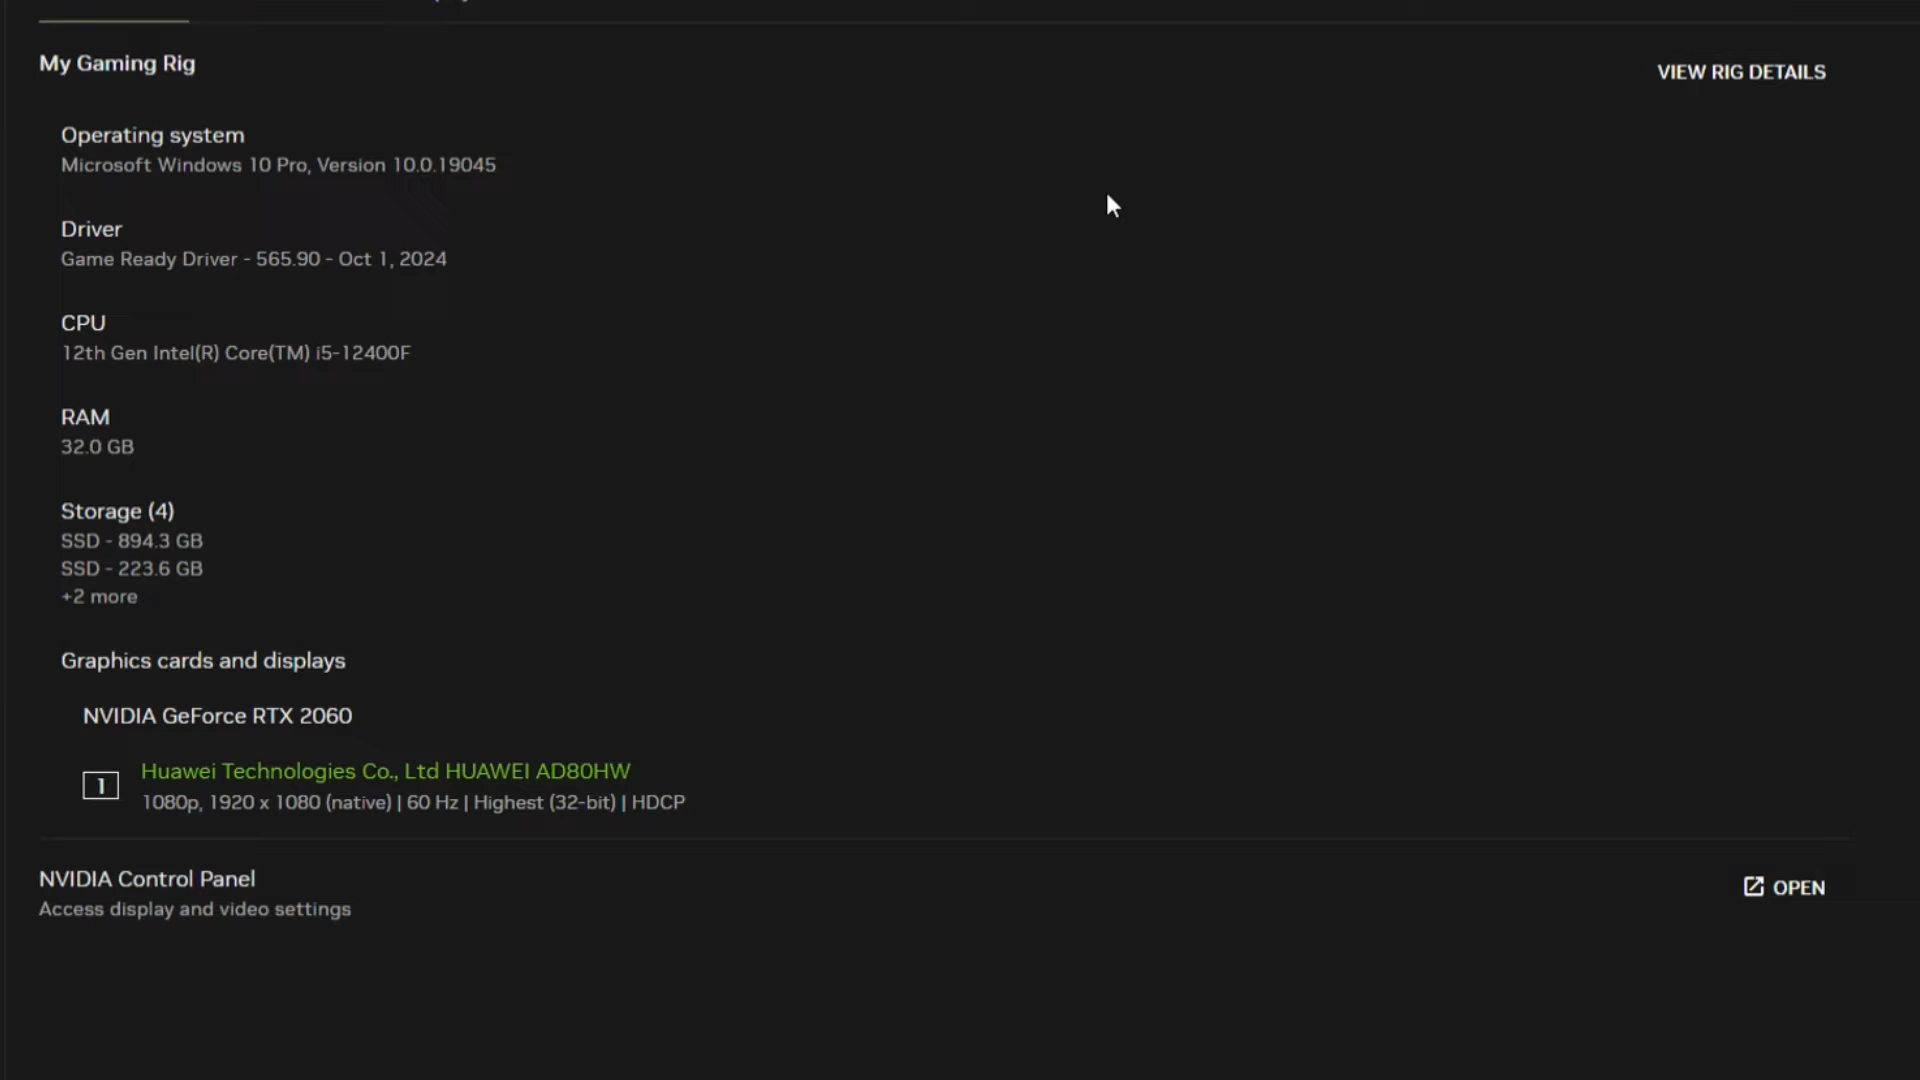 My Gaming Rig
VIEW RIG DETAILS
Operating system
Microsoft Windows 10 Pro, Version 10.0.19045
Driver
Game Ready Driver - 565.90 - Oct 1, 2024
CPU
12th Gen Intel(R) Core(TM) i5-12400F
RAM
32.0 GB
Storage (4)
SSD - 894.3 GB
SSD - 223.6 GB
+2 more
Graphics cards and displays
NVIDIA GeForce RTX 2060
1
Huawei Technologies Co., Ltd HUAWEI AD80HW
1080p, 1920 x 1080 (native) | 60 Hz | Highest (32-bit) | HDCP
NVIDIA Control Panel
OPEN
Access display and video settings